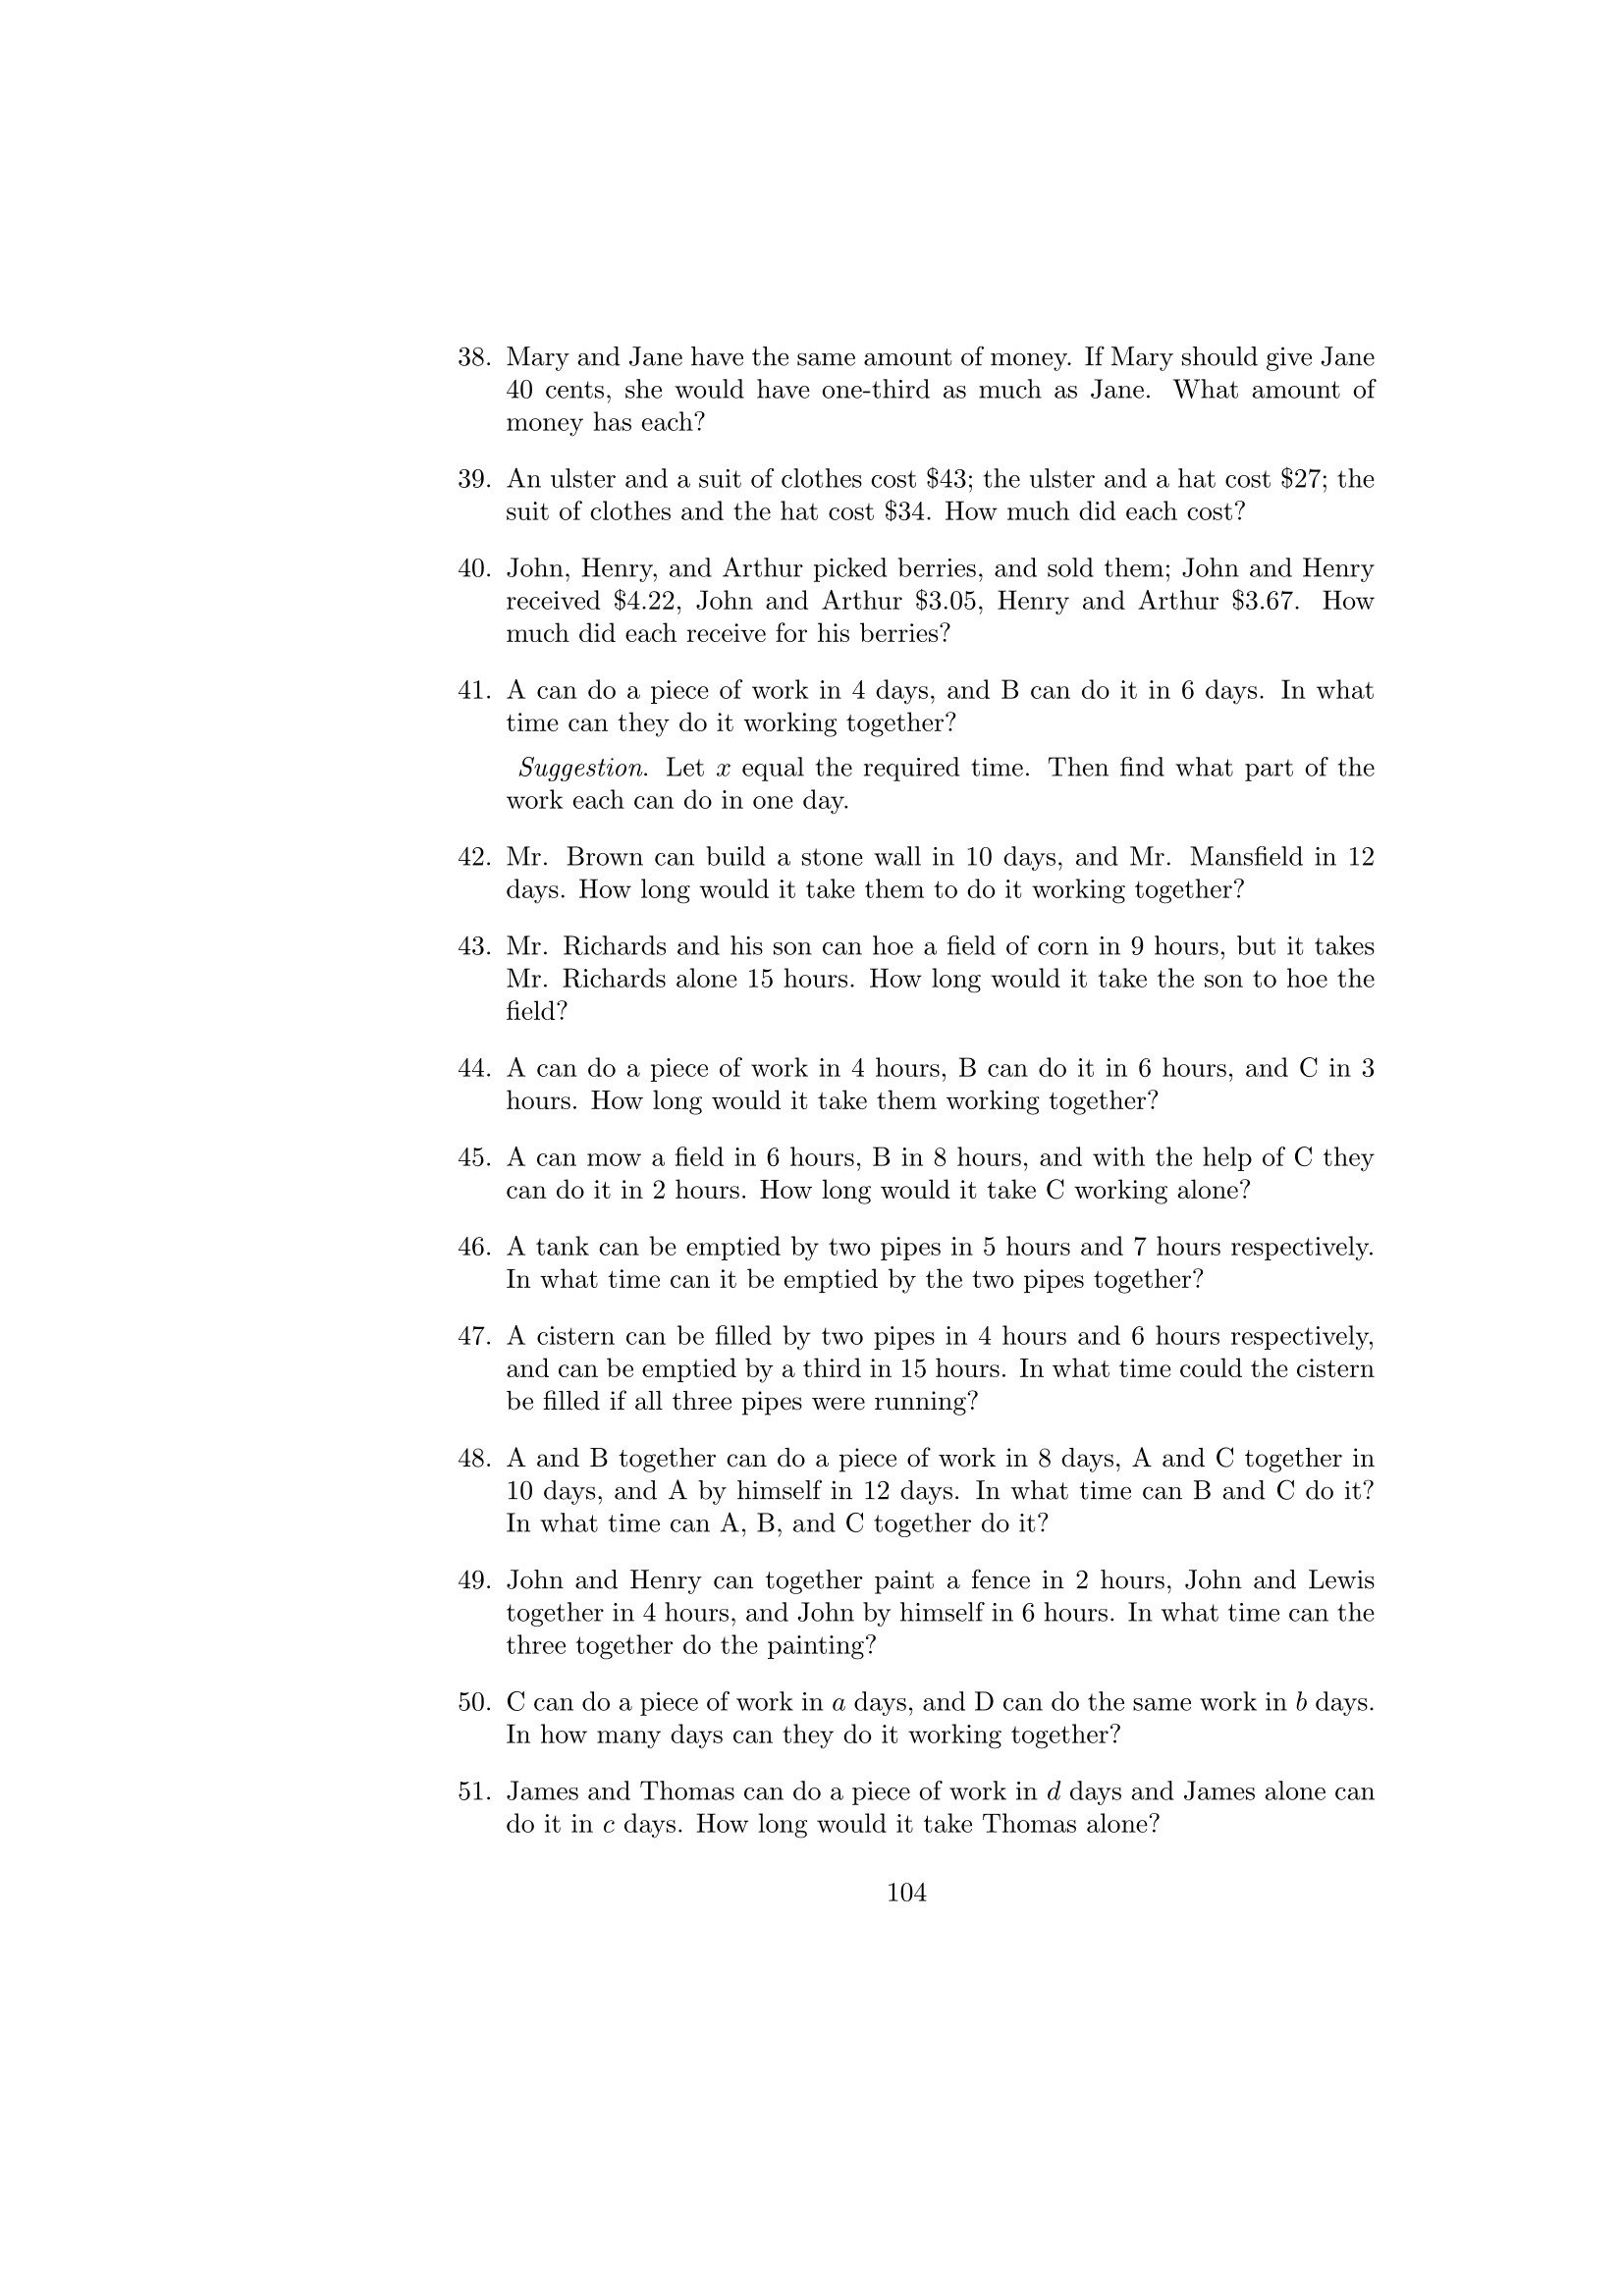 38. Mary and Jane have the same amount of money. If Mary should give Jane
40 cents, she would have one-third as much as Jane. What amount of
money has each?
39. An ulster and a suit of clothes cost $43; the ulster and a hat cost $27; the
suit of clothes and the hat cost $34. How much did each cost?
40. John, Henry, and Arthur picked berries, and sold them; John and Henry
received $4.22, John and Arthur $3.05, Henry and Arthur $3.67. How
much did each receive for his berries?
41. A can do a piece of work in 4 days, and B can do it in 6 days. In what
time can they do it working together?
Suggestion. Let x equal the required time. Then find what part of the
work each can do in one day.
42. Mr. Brown can build a stone wall in 10 days, and Mr. Mansfield in 12
days. How long would it take them to do it working together?
43. Mr. Richards and his son can hoe a field of corn in 9 hours, but it takes
Mr. Richards alone 15 hours. How long would it take the son to hoe the
field?
44. A can do a piece of work in 4 hours, B can do it in 6 hours, and C in 3
hours. How long would it take them working together?
45. A can mow a field in 6 hours, B in 8 hours, and with the help of C they
can do it in 2 hours. How long would it take C working alone?
46. A tank can be emptied by two pipes in 5 hours and 7 hours respectively.
In what time can it be emptied by the two pipes together?
47. A cistern can be filled by two pipes in 4 hours and 6 hours respectively,
and can be emptied by a third in 15 hours. In what time could the cistern
be filled if all three pipes were running?
48. A and B together can do a piece of work in 8 days, A and C together in
10 days, and A by himself in 12 days. In what time can B and C do it?
In what time can A, B, and C together do it?
49. John and Henry can together paint a fence in 2 hours, John and Lewis
together in 4 hours, and John by himself in 6 hours. In what time can the
three together do the painting?
50. C can do a piece of work in a days, and D can do the same work in b days.
In how many days can they do it working together?
51. James and Thomas can do a piece of work in d days and James alone can
do it in c days. How long would it take Thomas alone?
104